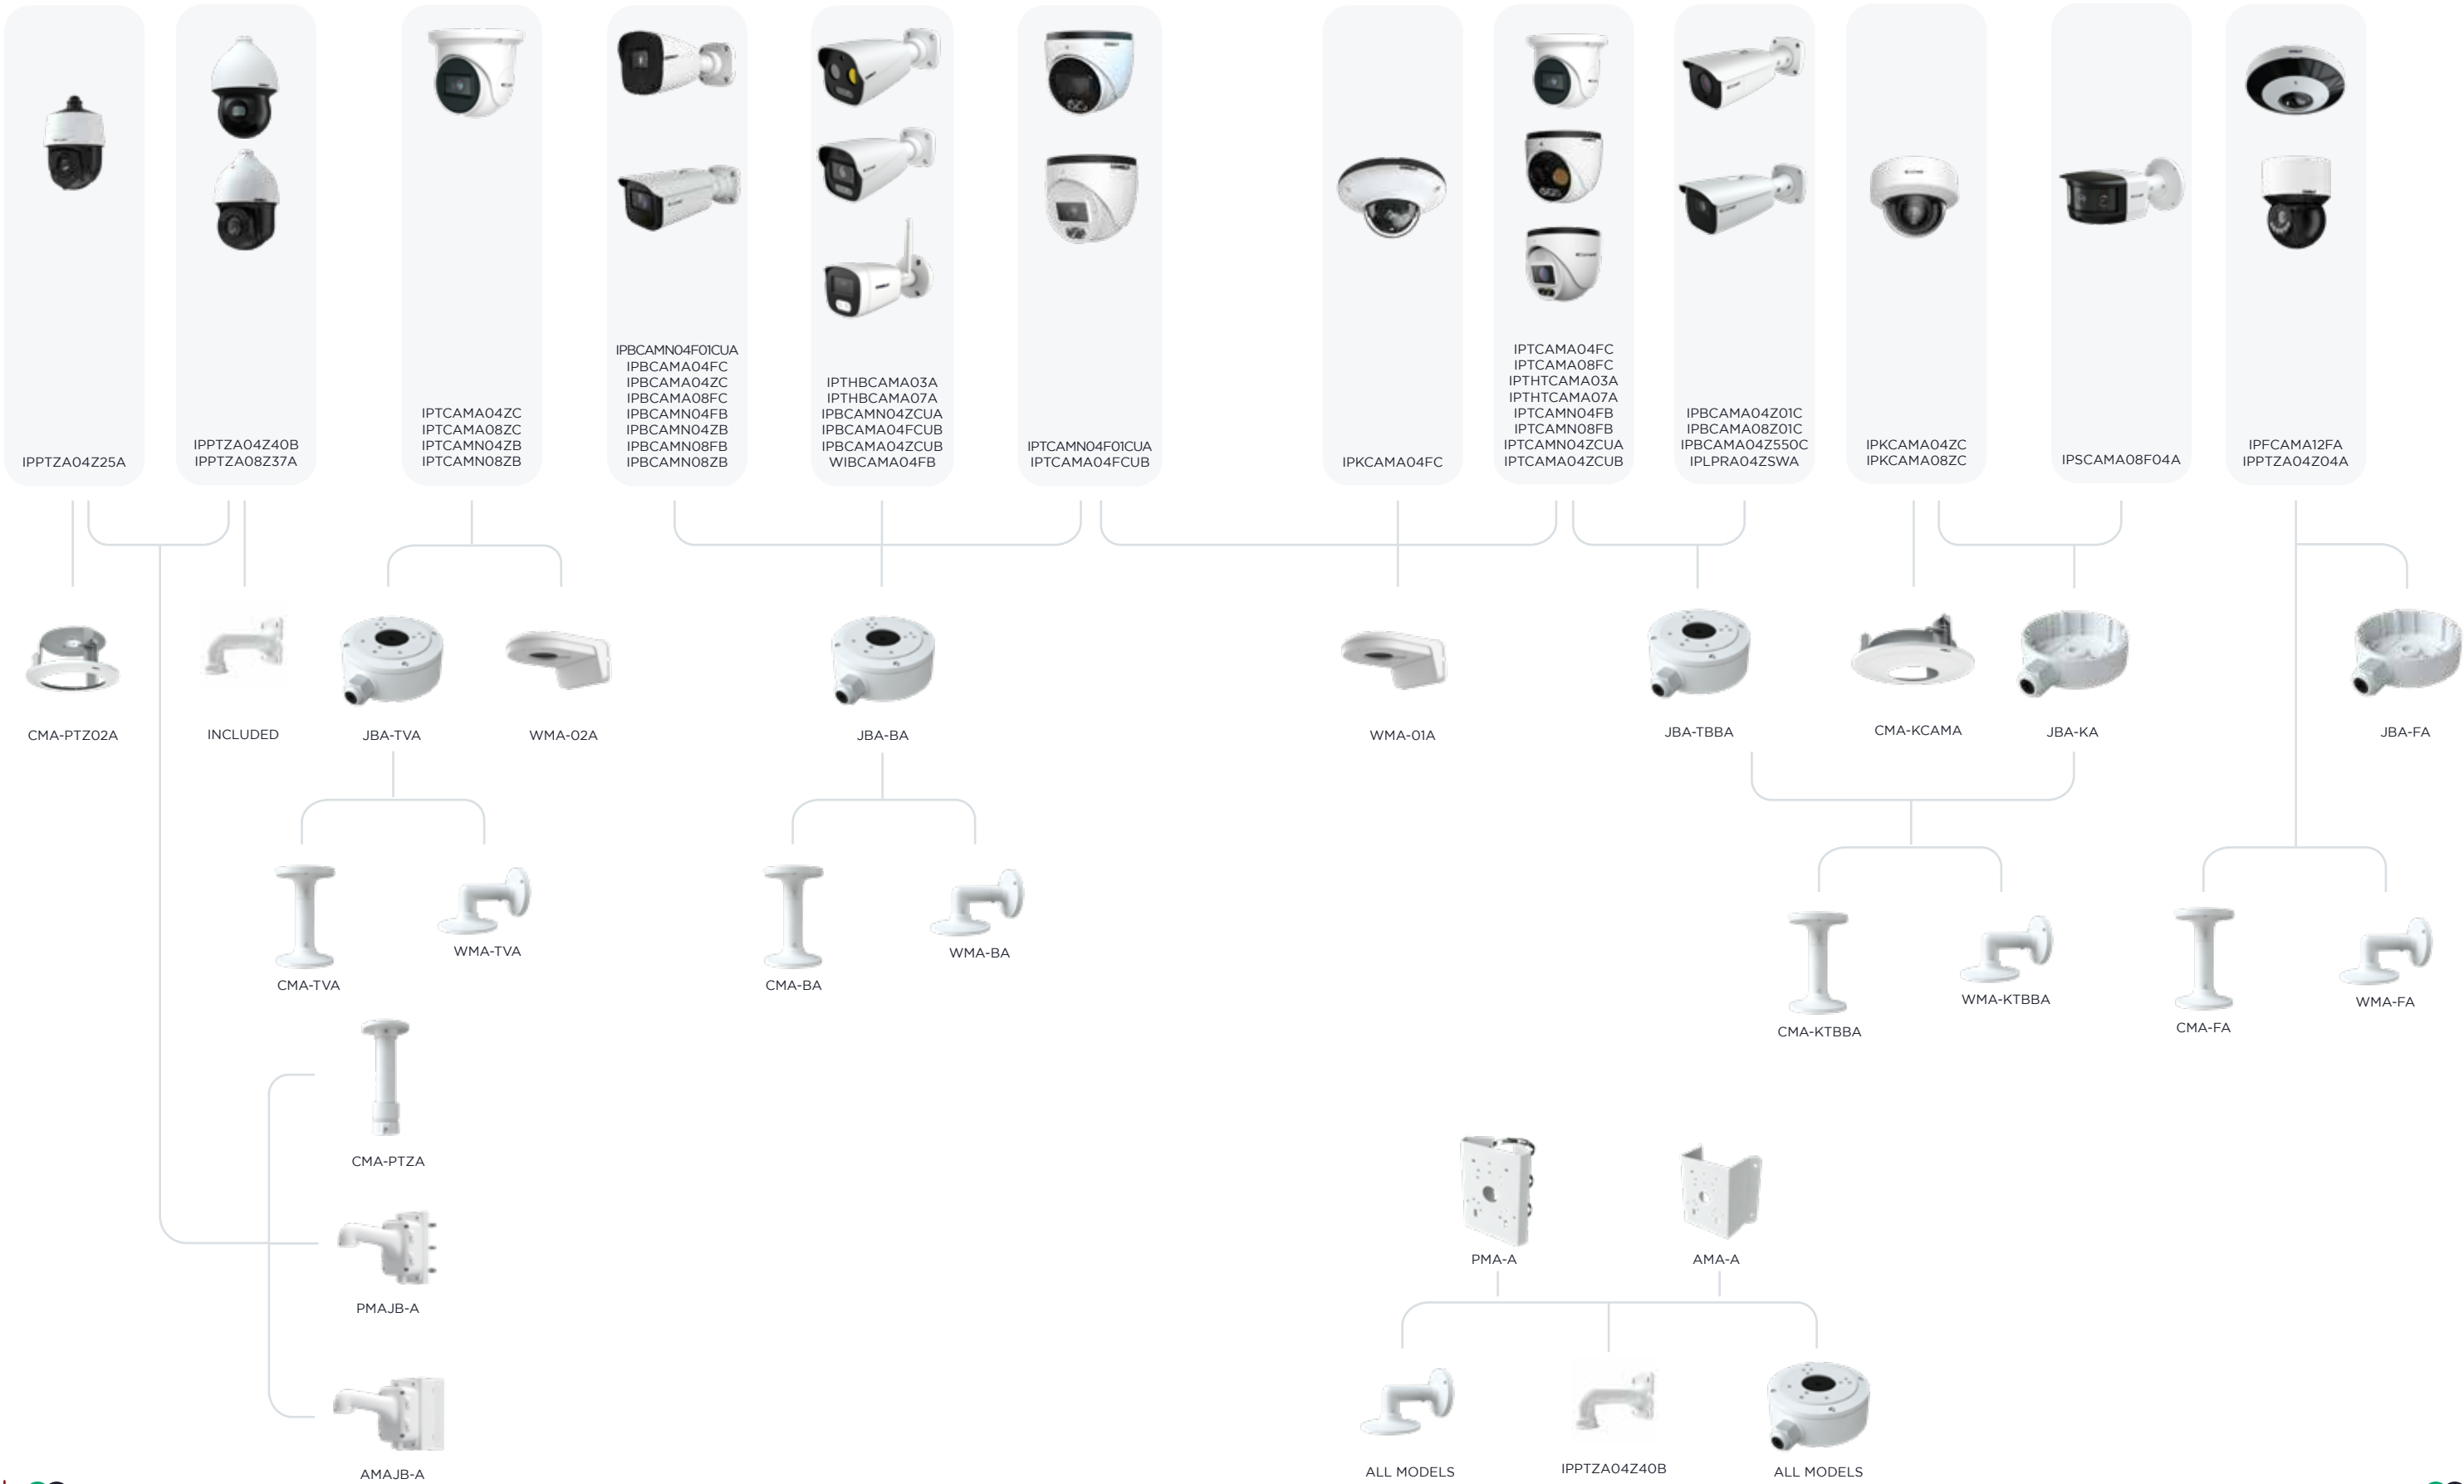 IPPTZA04Z25A
IPPTZA04Z40B
IPPTZA08Z37A
IPTCAMA04ZC
IPTCAMA08ZC
IPTCAMN04ZB
IPTCAMN08ZB
IPBCAMN04F01CUA
IPBCAMA04FC
IPBCAMA04ZC
IPBCAMA08FC
IPBCAMN04FB
IPBCAMN04ZB
IPBCAMN08FB
IPBCAMN08ZB
IPTHBCAMA03A
IPTHBCAMA07A
IPBCAMN04ZCUA
IPBCAMA04FCUB
IPBCAMA04ZCUB
WIBCAMA04FB
IPTCAMN04F01CUA
IPTCAMA04FCUB
IPKCAMA04FC
IPTCAMA04FC
IPTCAMA08FC
IPTHTCAMA03A
IPTHTCAMA07A
IPTCAMN04FB
IPTCAMN08FB
IPTCAMN04ZCUA
IPTCAMA04ZCUB
IPBCAMA04Z01C
IPBCAMA08Z01C
IPBCAMA04Z550C
IPLPRA04ZSWA
IPKCAMA04ZC
IPKCAMA08ZC
IPSCAMA08F04A
IPFCAMA12FA
IPPTZA04Z04A
CMA-PTZ02A
INCLUDED
JBA-TVA
WMA-02A
JBA-BA
WMA-01A
JBA-TBBA
CMA-KCAMA
JBA-KA
JBA-FA
CMA-TVA
WMA-TVA
CMA-BA
WMA-BA
CMA-KTBBA
WMA-KTBBA
CMA-FA
WMA-FA
CMA-PTZA
PMAJB-A
AMAJB-A
PMA-A
AMA-A
ALL MODELS
IPPTZA04Z40B
ALL MODELS